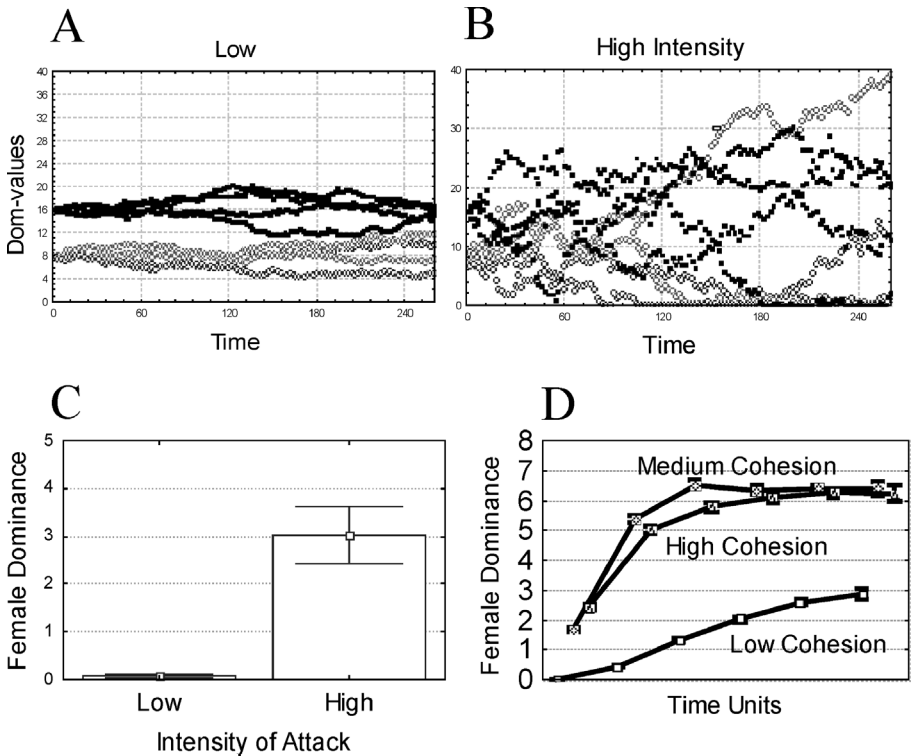 A
Low
Dom-values
40
36
32
28
24
20
16
12
8
4
0
0 60 120 180 240
Time
B
High Intensity
40
30
20
10
0
0 60 120 180 240
Time
C
Female Dominance
5
4
3
2
1
0
Low High
Intensity of Attack
D
Female Dominance
8
7
6
5
4
3
2
1
0
Medium Cohesion
High Cohesion
Low Cohesion
Time Units